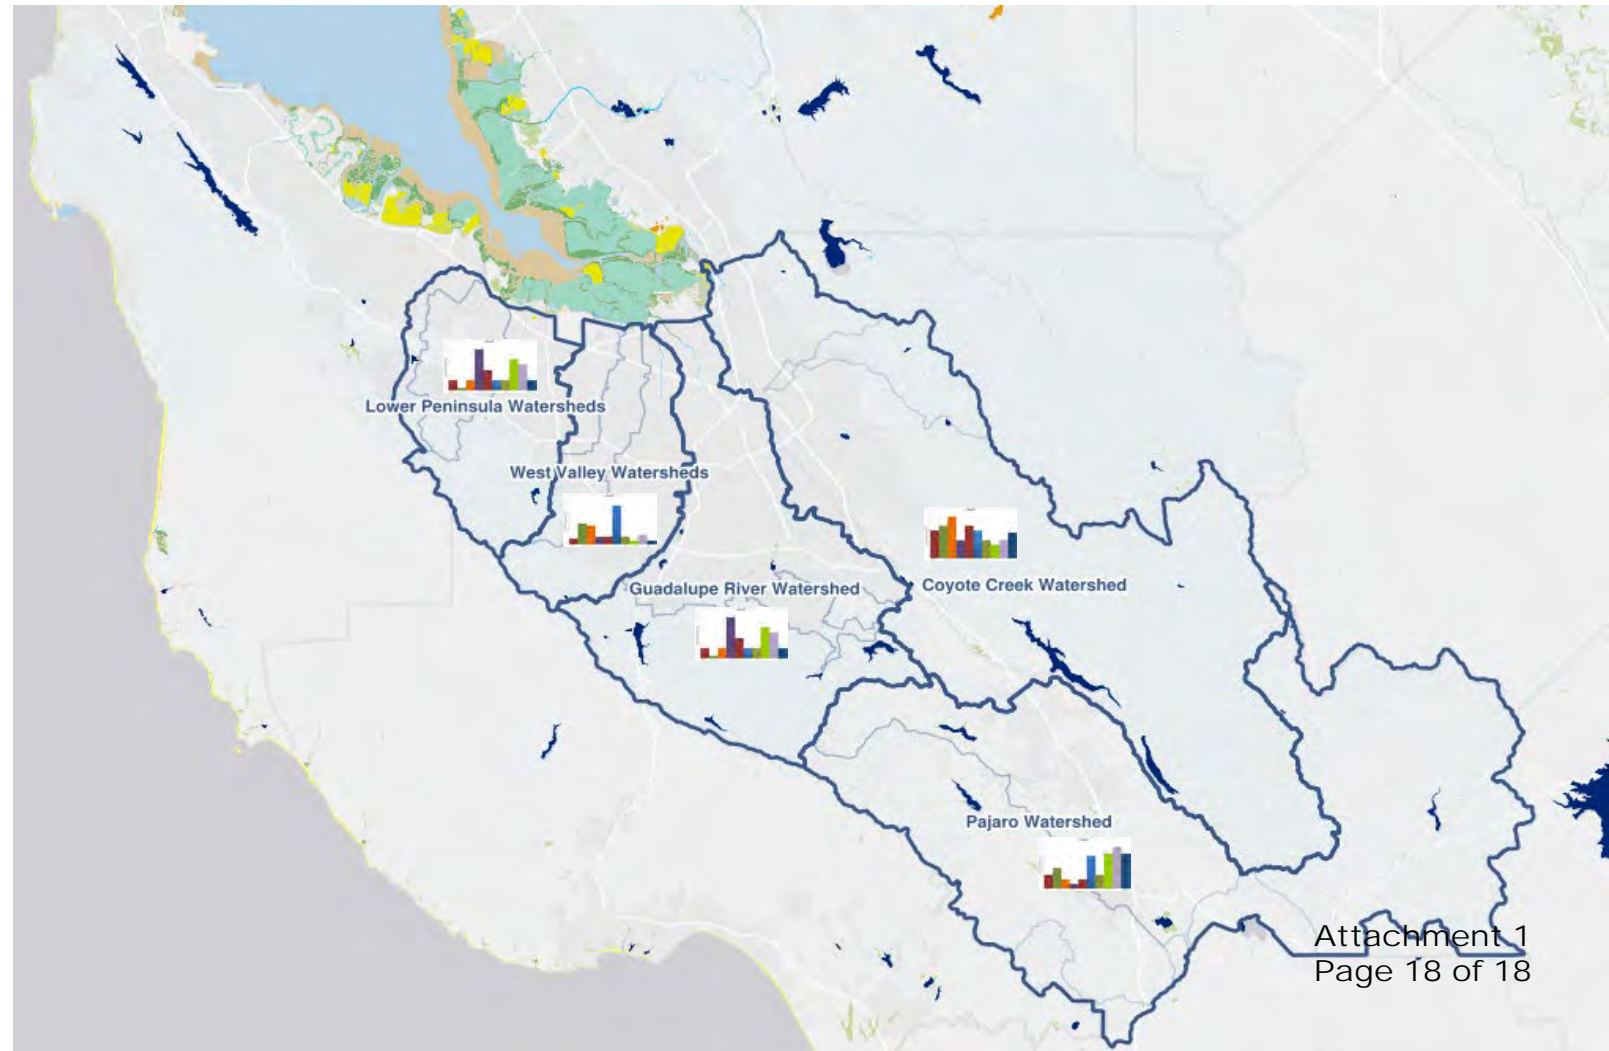 Lower Peninsula Watersheds
West Valley Watersheds
Guadalupe River Watershed
Coyote Creek Watershed
Pajaro Watershed
Attachment 1
Page 18 of 18